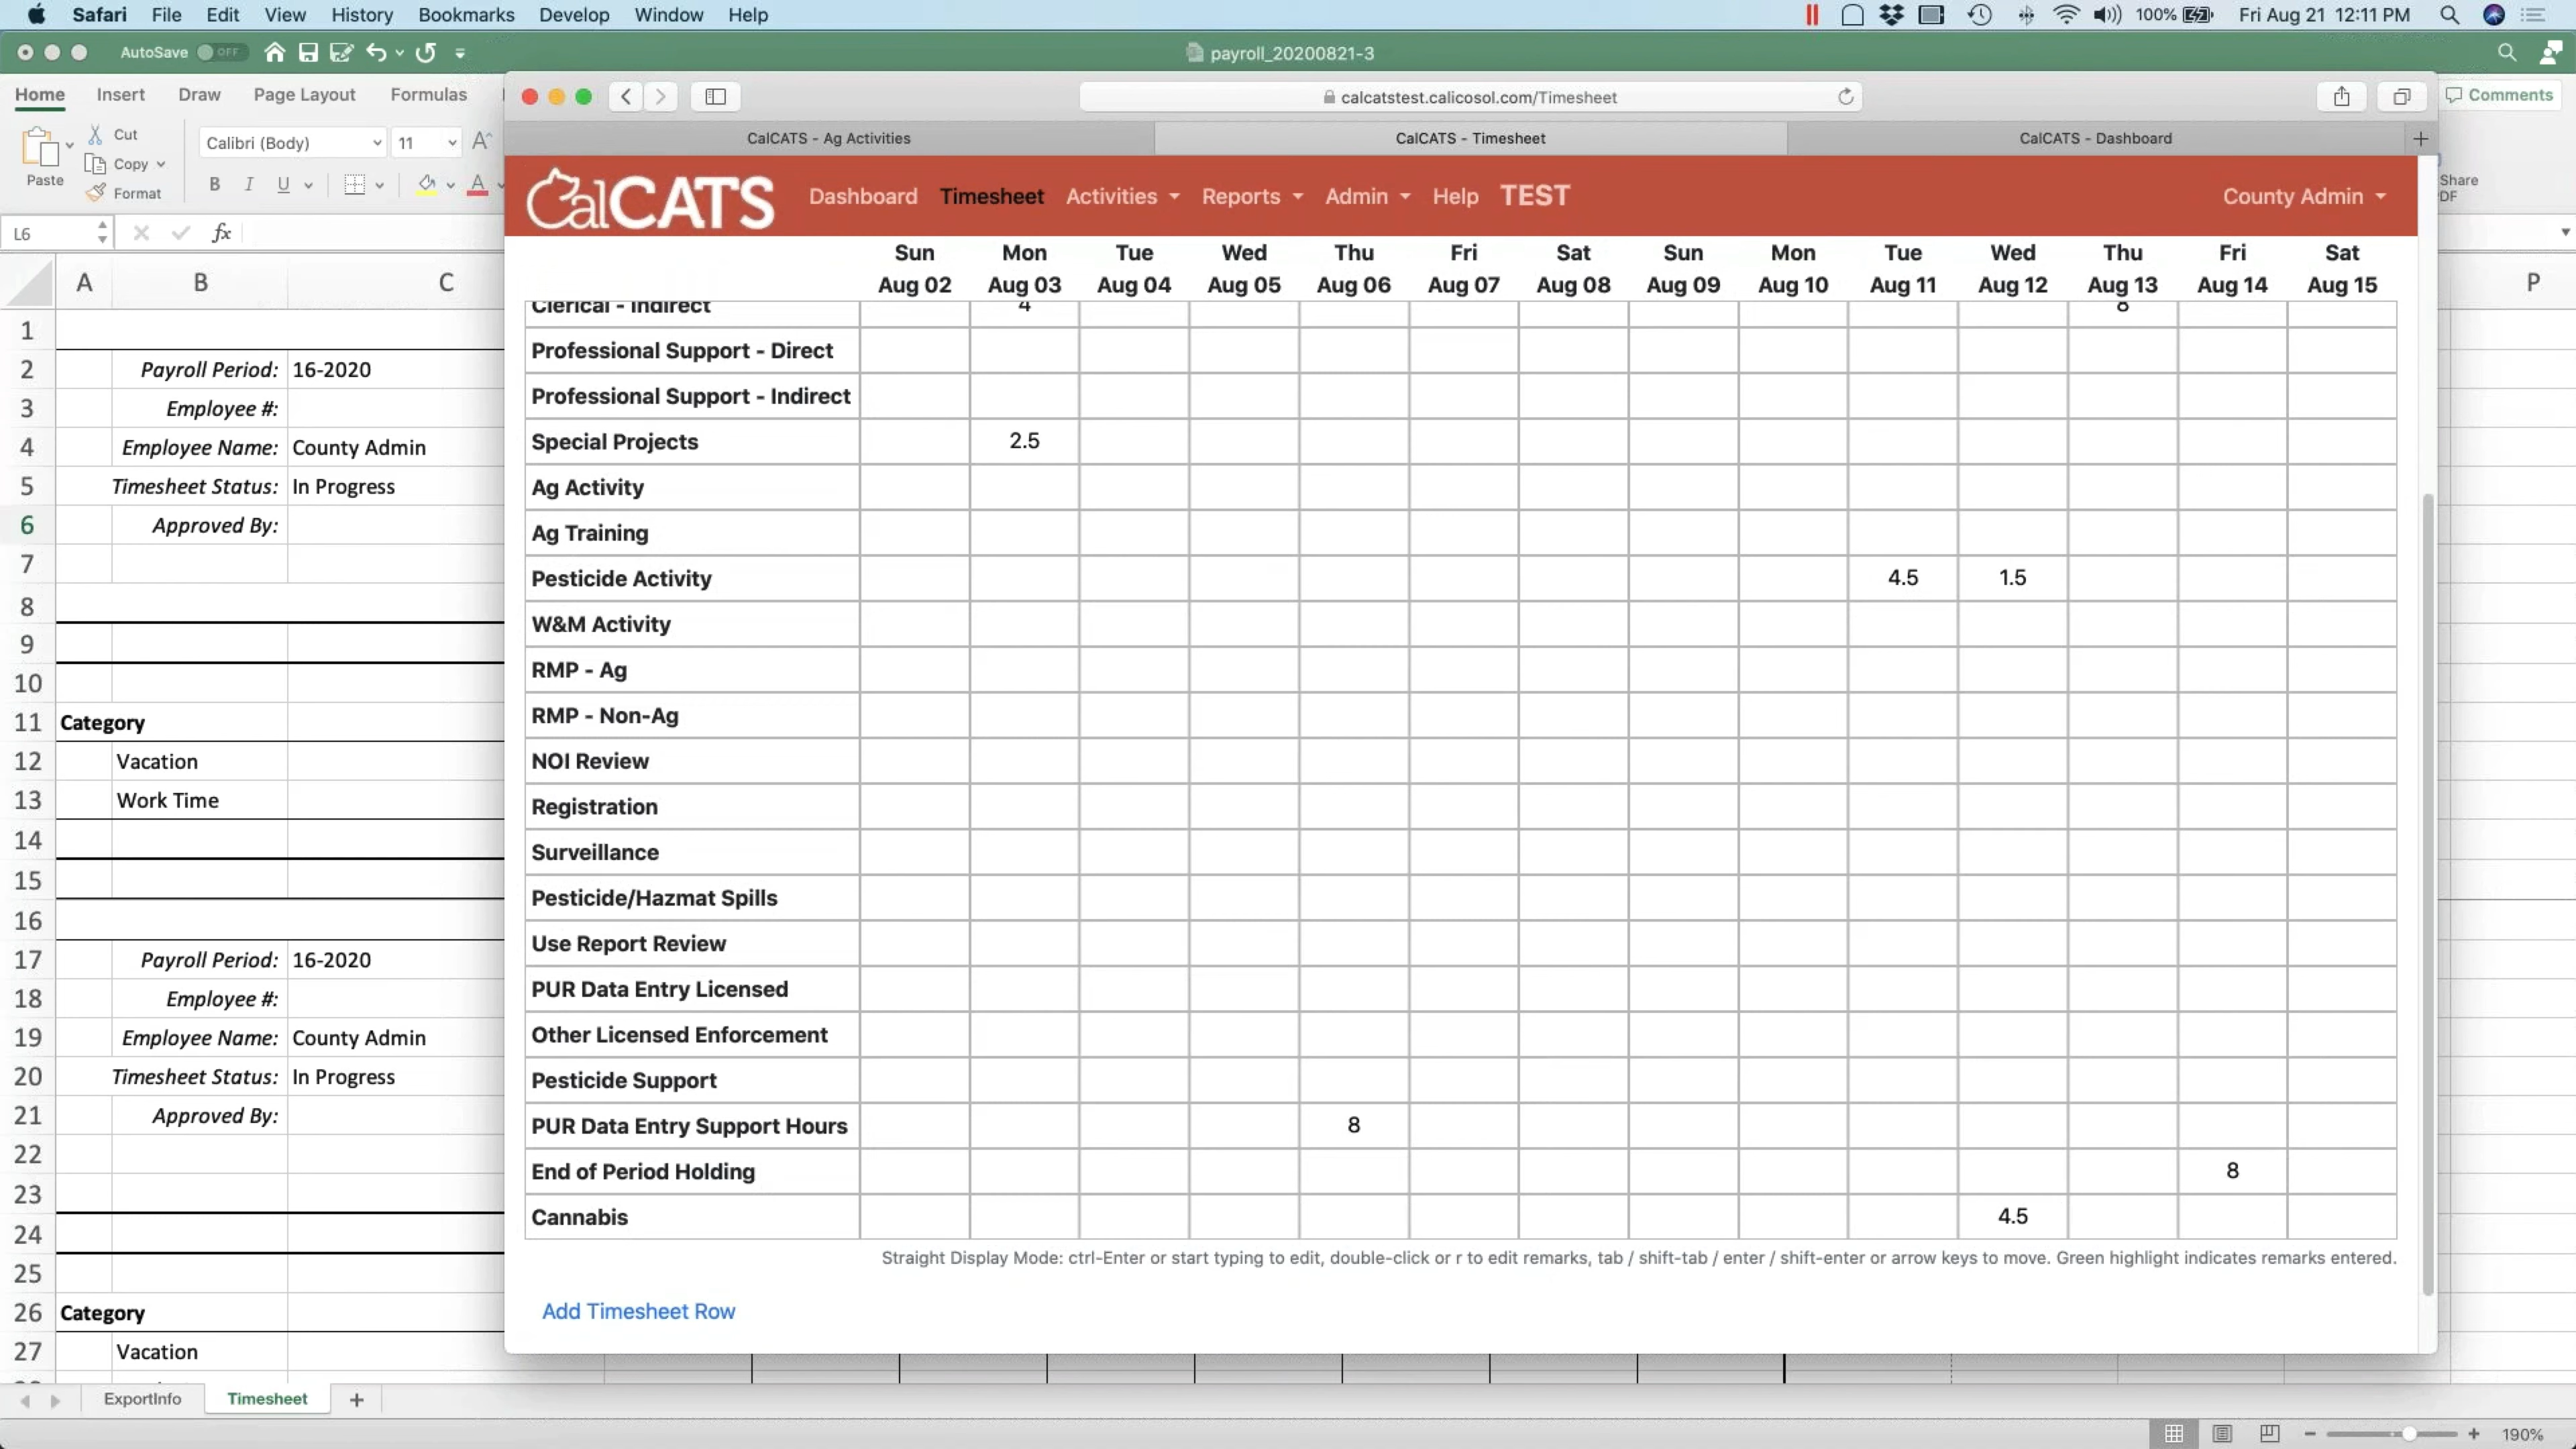 Safari File Edit View History Bookmarks Develop Window Help 100% Fri Aug 21 12:11 PM
AutoSave OFF payroll_20200821-3
Home Insert Draw Page Layout Formulas
calcatstest.calicosol.com/Timesheet
Comments
Cut
Copy
Paste
Format
Calibri (Body) 11 A^
B I U A
Share
DF
CalCATS - Ag Activities CalCATS - Timesheet CalCATS - Dashboard
CalCATS Dashboard Timesheet Activities Reports Admin Help TEST County Admin
L6 fx
A B C P
Sun Mon Tue Wed Thu Fri Sat Sun Mon Tue Wed Thu Fri Sat
Aug 02 Aug 03 Aug 04 Aug 05 Aug 06 Aug 07 Aug 08 Aug 09 Aug 10 Aug 11 Aug 12 Aug 13 Aug 14 Aug 15
Clerical - Indirect 4 8
Professional Support - Direct
Professional Support - Indirect
Special Projects 2.5
Ag Activity
Ag Training
Pesticide Activity 4.5 1.5
W&M Activity
RMP - Ag
RMP - Non-Ag
NOI Review
Registration
Surveillance
Pesticide/Hazmat Spills
Use Report Review
PUR Data Entry Licensed
Other Licensed Enforcement
Pesticide Support
PUR Data Entry Support Hours 8
End of Period Holding 8
Cannabis 4.5
Straight Display Mode: ctrl-Enter or start typing to edit, double-click or r to edit remarks, tab / shift-tab / enter / shift-enter or arrow keys to move. Green highlight indicates remarks entered.
Add Timesheet Row
1
2 Payroll Period: 16-2020
3 Employee #:
4 Employee Name: County Admin
5 Timesheet Status: In Progress
6 Approved By:
7
8
9
10
11 Category
12 Vacation
13 Work Time
14
15
16
17 Payroll Period: 16-2020
18 Employee #:
19 Employee Name: County Admin
20 Timesheet Status: In Progress
21 Approved By:
22
23
24
25
26 Category
27 Vacation
ExportInfo Timesheet +
190%